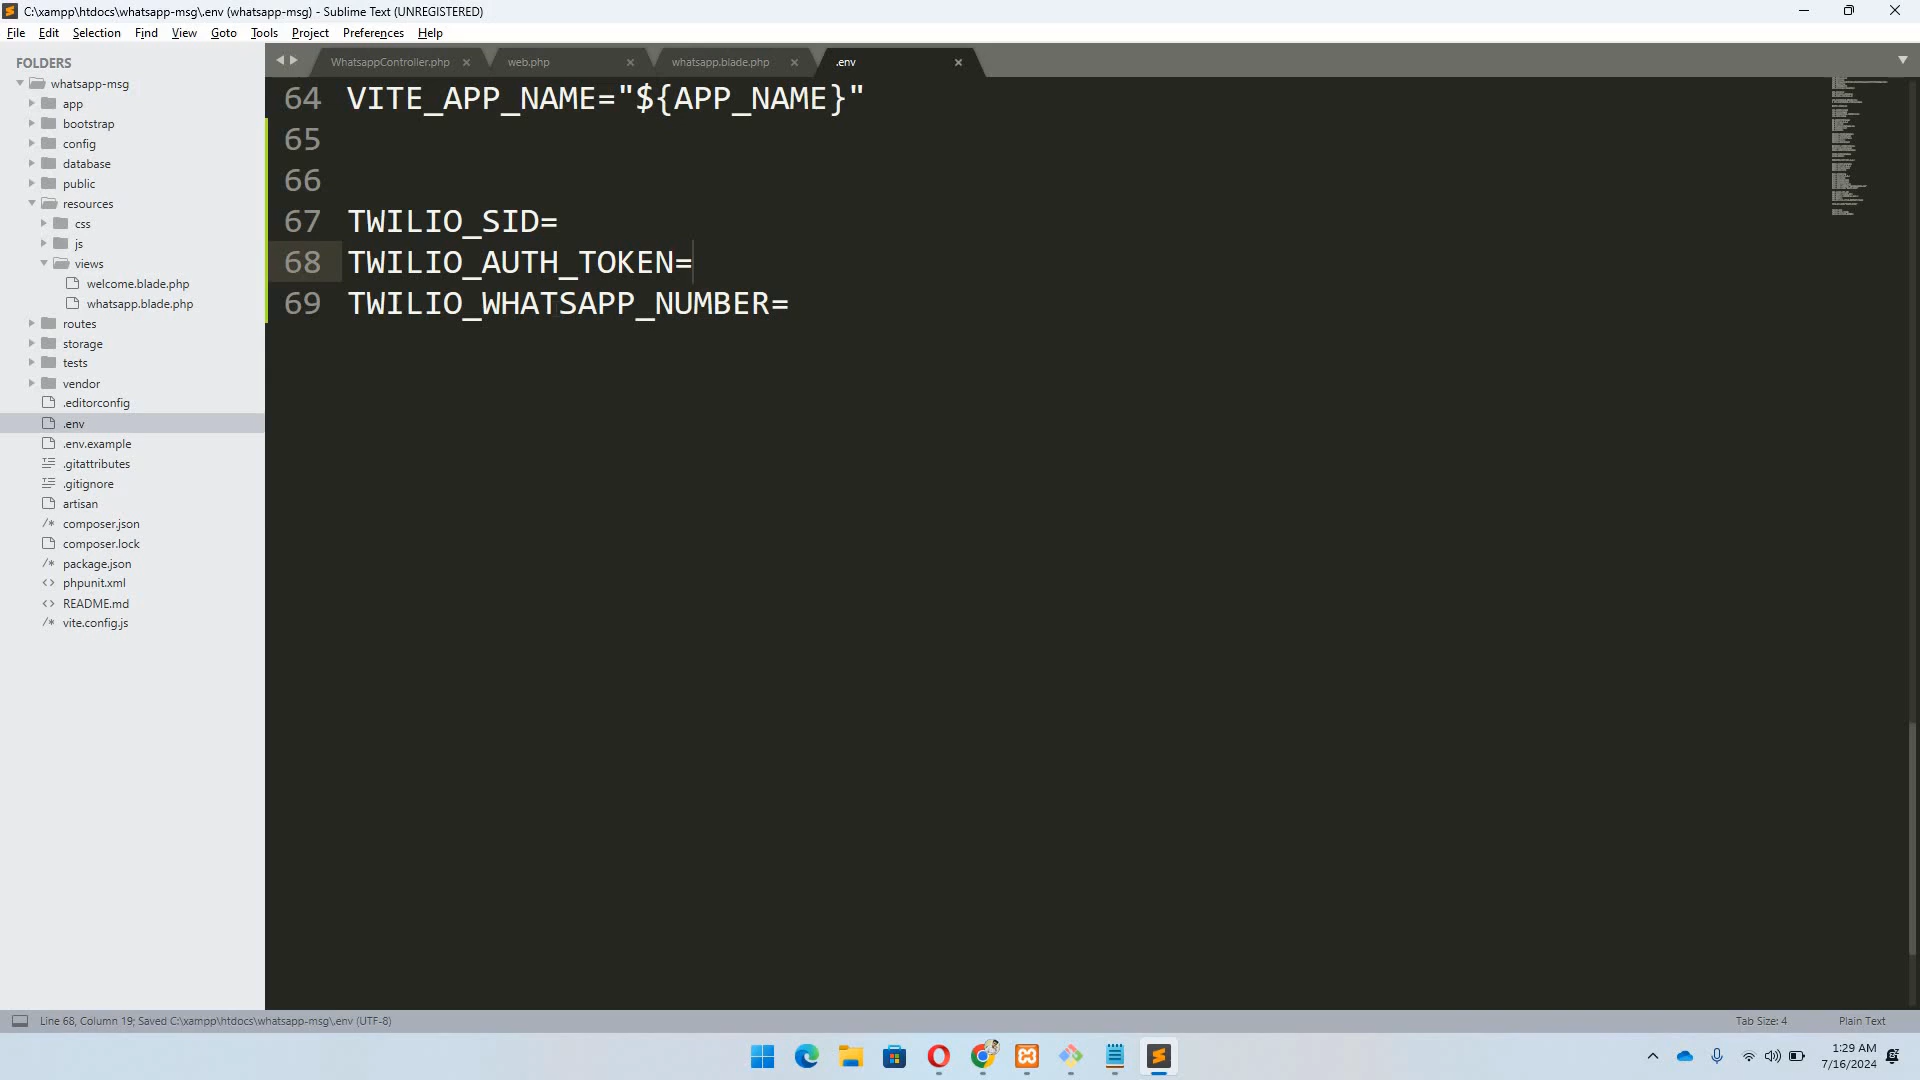 C:\xampp\htdocs\whatsapp-msg\.env (whatsapp-msg) - Sublime Text (UNREGISTERED)
File Edit Selection Find View Goto Tools Project Preferences Help
FOLDERS
whatsapp-msg
app
bootstrap
config
database
public
resources
css
js
views
welcome.blade.php
whatsapp.blade.php
routes
storage
tests
vendor
.editorconfig
.env
.env.example
.gitattributes
.gitignore
artisan
composer.json
composer.lock
package.json
phpunit.xml
README.md
vite.config.js
WhatsappController.php web.php whatsapp.blade.php .env
64 VITE_APP_NAME="${APP_NAME}"
65
66
67 TWILIO_SID=
68 TWILIO_AUTH_TOKEN=
69 TWILIO_WHATSAPP_NUMBER=
Line 68, Column 19; Saved C:\xampp\htdocs\whatsapp-msg\.env (UTF-8) Tab Size: 4 Plain Text
1:29 AM
7/16/2024